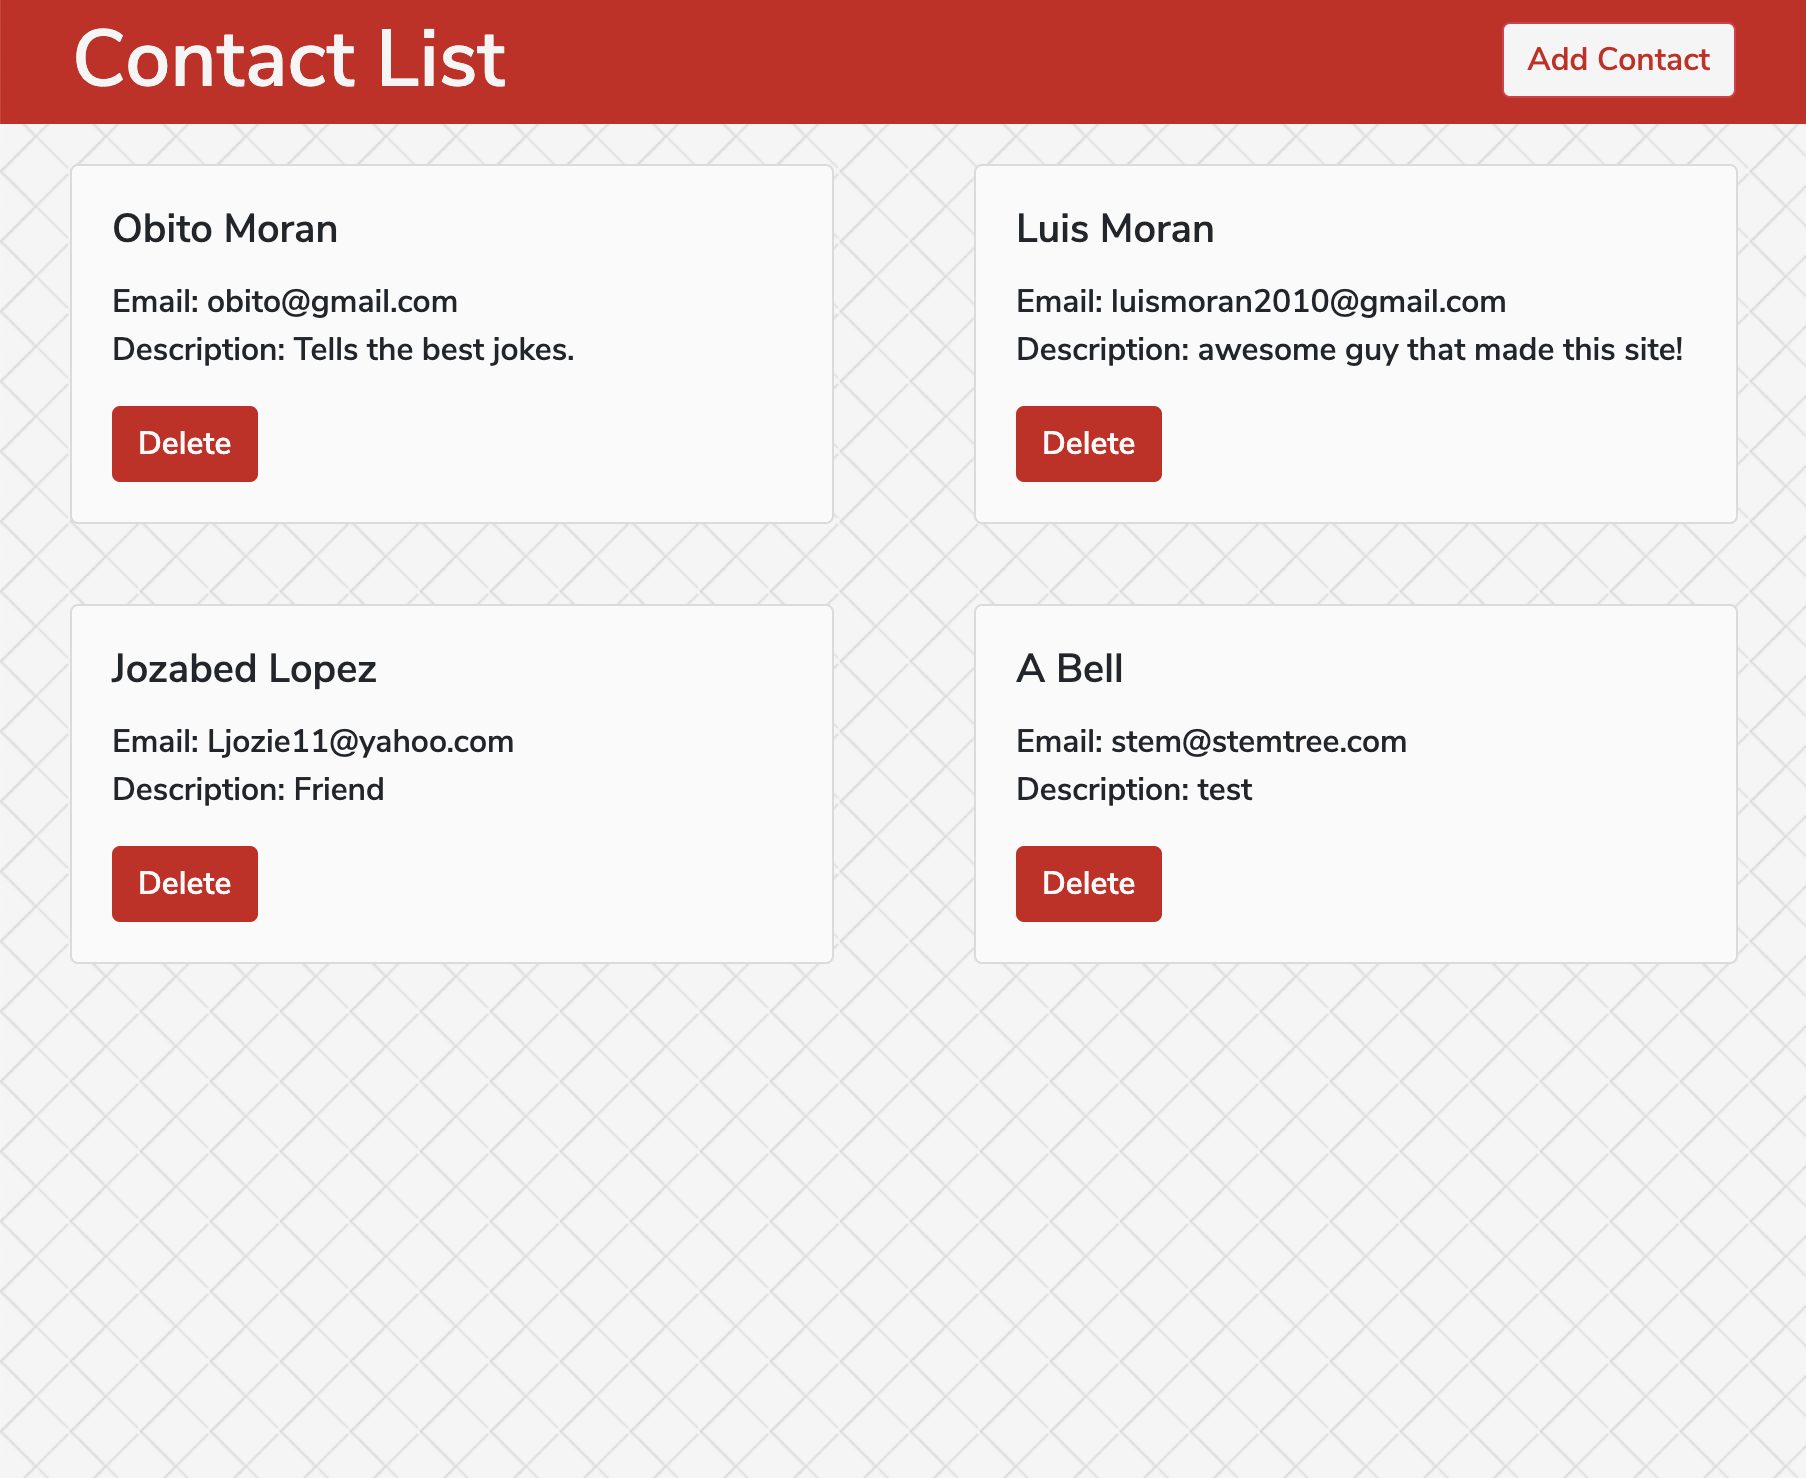 Contact List
Add Contact
Obito Moran
Email: obito@gmail.com
Description: Tells the best jokes.
Delete
Luis Moran
Email: luismoran2010@gmail.com
Description: awesome guy that made this site!
Delete
Jozabed Lopez
Email: Ljozie11@yahoo.com
Description: Friend
Delete
A Bell
Email: stem@stemtree.com
Description: test
Delete